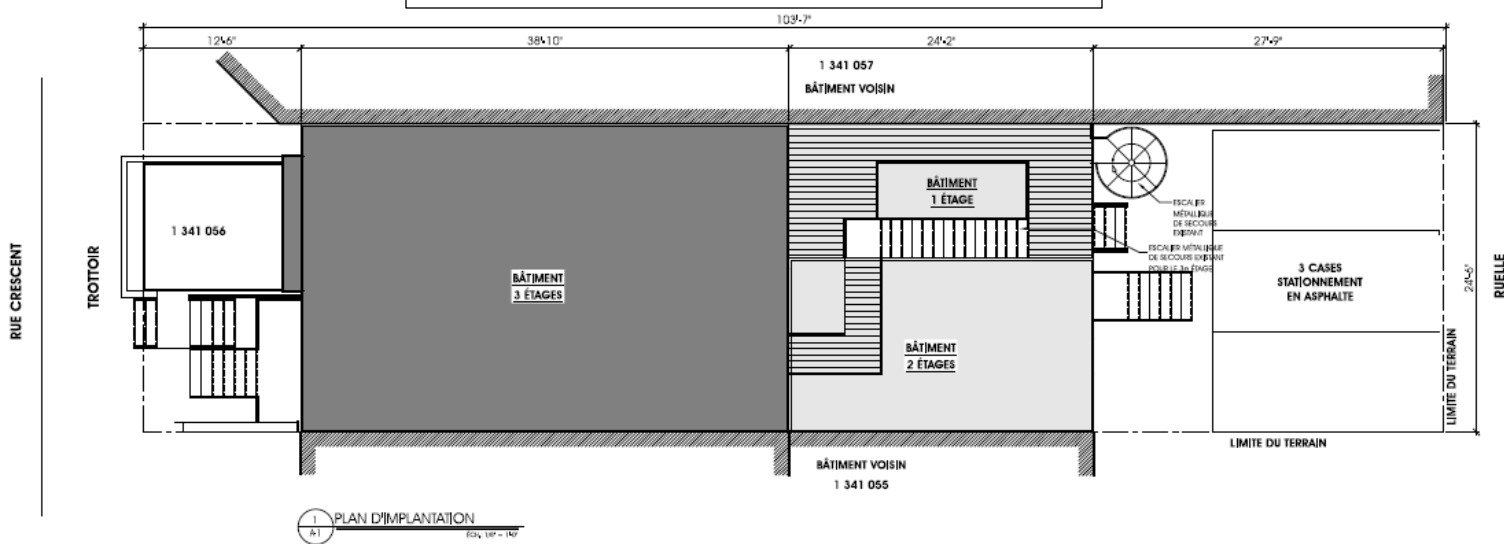 103'-7"
12'-6"
38'-10"
24'-2"
27'-9"
1 341 057
BÂTIMENT VOISIN
RUE CRESCENT
TROTTOIR
1 341 056
BÂTIMENT
3 ÉTAGES
BÂTIMENT
1 ÉTAGE
BÂTIMENT
2 ÉTAGES
ESCALIER
MÉTALLIQUE
DE SECOURS
EXISTANT
ESCALIER MÉTALLIQUE
DE SECOURS EXISTANT
POUR LE 3e ÉTAGE
3 CASES
STATIONNEMENT
EN ASPHALTE
24'-6"
RUELLE
LIMITE DU TERRAIN
LIMITE DU TERRAIN
BÂTIMENT VOISIN
1 341 055
1
A-1
PLAN D'IMPLANTATION